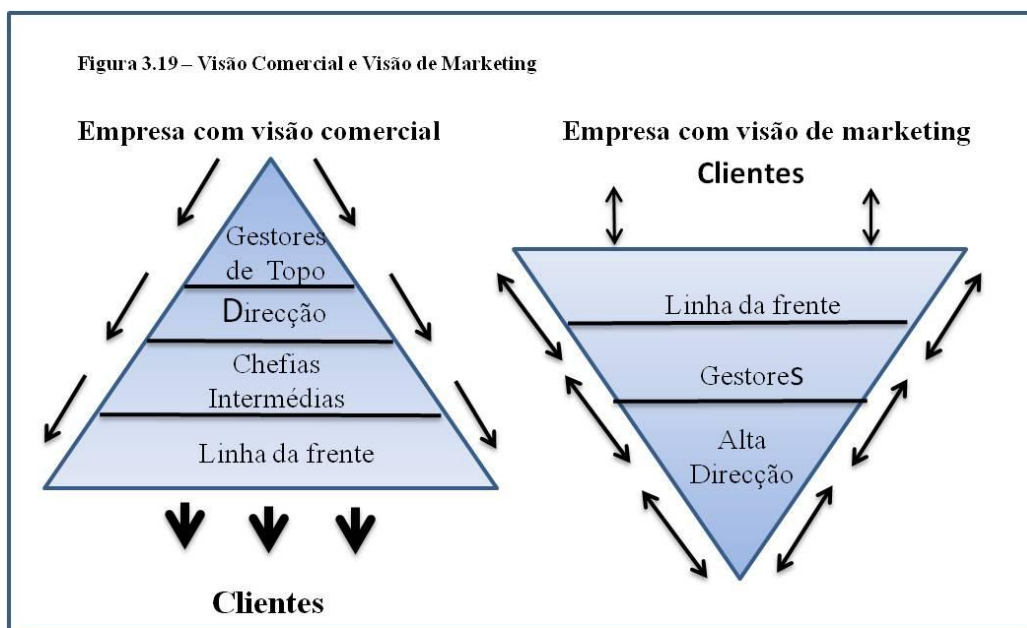 Figura 3.19 – Visão Comercial e Visão de Marketing
Empresa com visão comercial
Gestores
de Topo
Direcção
Chefias
Intermédias
Linha da frente
Clientes
Empresa com visão de marketing
Clientes
Linha da frente
GestoreS
Alta
Direcção